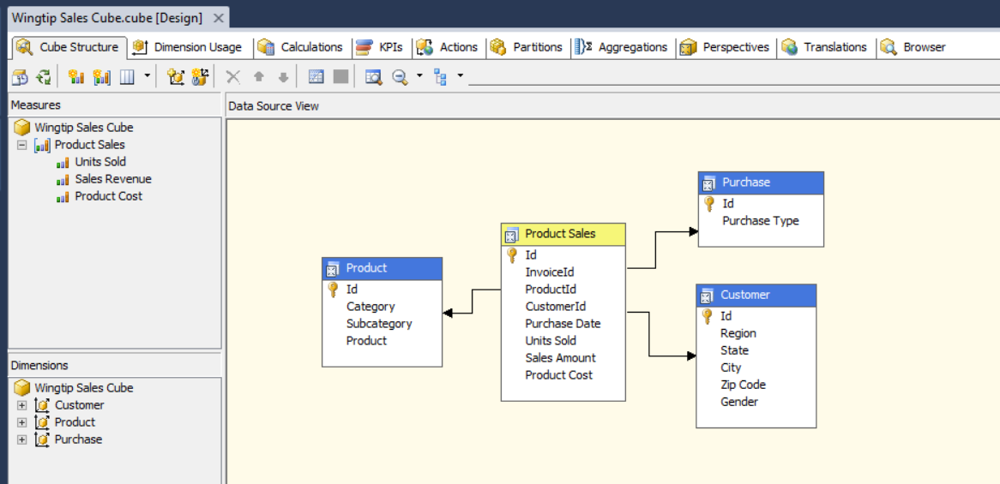 Wingtip Sales Cube.cube [Design]
Cube Structure Dimension Usage Calculations KPIs Actions Partitions Aggregations Perspectives Translations Browser
Measures
Wingtip Sales Cube
Product Sales
Units Sold
Sales Revenue
Product Cost
Dimensions
Wingtip Sales Cube
Customer
Product
Purchase
Data Source View
Product
Id
Category
Subcategory
Product
Product Sales
Id
InvoiceId
ProductId
CustomerId
Purchase Date
Units Sold
Sales Amount
Product Cost
Purchase
Id
Purchase Type
Customer
Id
Region
State
City
Zip Code
Gender